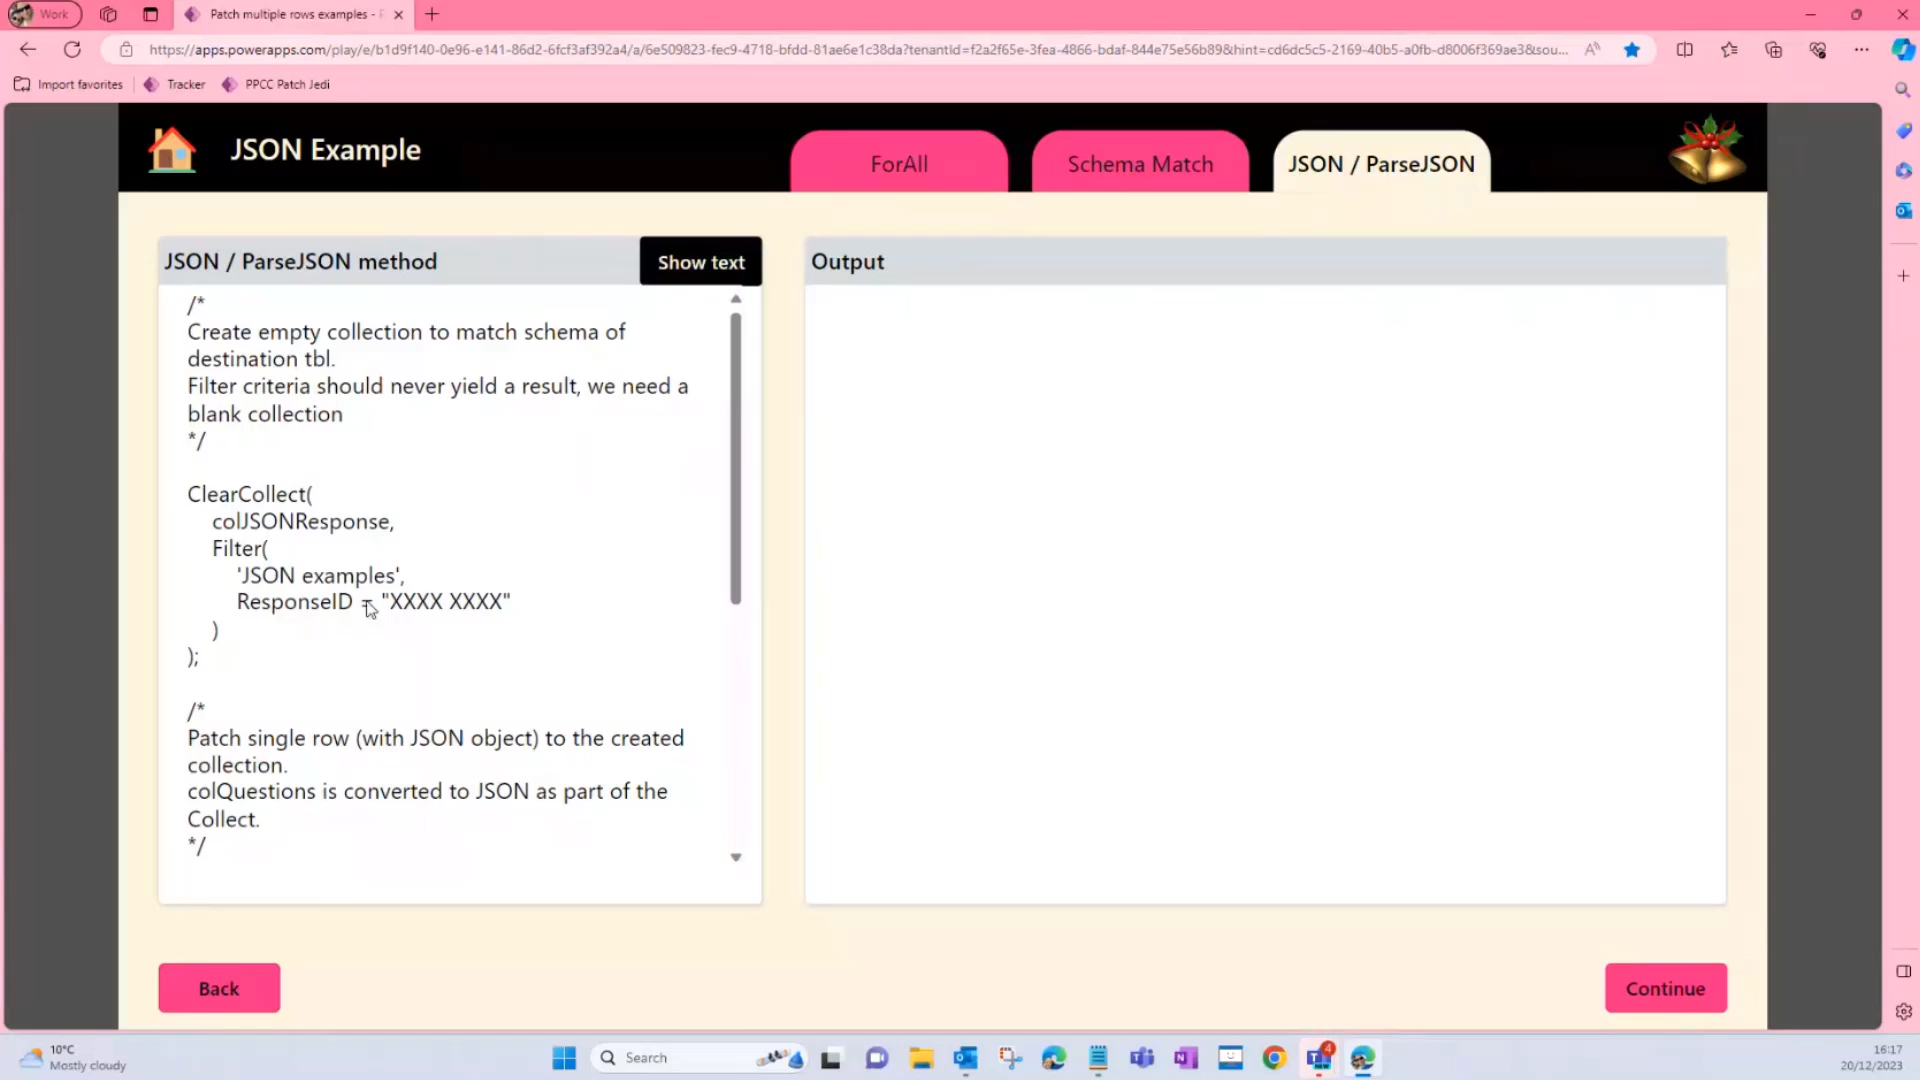 Work
Patch multiple rows examples -
https://apps.powerapps.com/play/e/b1d9f140-0e96-e141-86d2-6fcf3af392a4/a/6e509823-fec9-4718-bfdd-81ae6e1c38da?tenantId=f2a2f65e-3fea-4866-bdaf-844e75e56b89&hint=cd6dc5c5-2169-40b5-a0fb-d8006f369ae3&sou...
Import favorites
Tracker
PPCC Patch Jedi
JSON Example
ForAll
Schema Match
JSON / ParseJSON
JSON / ParseJSON method
Show text
Output
/*
Create empty collection to match schema of
destination tbl.
Filter criteria should never yield a result, we need a
blank collection
*/
ClearCollect(
colJSONResponse,
Filter(
'JSON examples',
ResponseID = "XXXX XXXX"
)
);
/*
Patch single row (with JSON object) to the created
collection.
colQuestions is converted to JSON as part of the
Collect.
*/
Back
Continue
10°C
Mostly cloudy
Search
4
16:17
20/12/2023